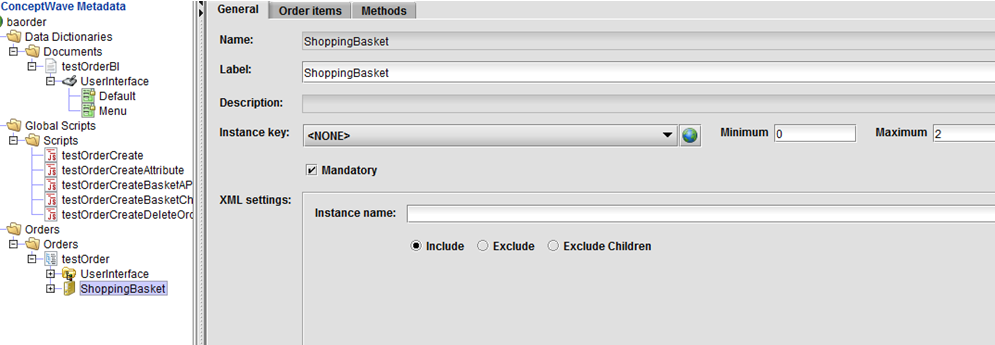 ConceptWave Metadata
baorder
Data Dictionaries
Documents
testOrderBI
UserInterface
Default
Menu
Global Scripts
Scripts
testOrderCreate
testOrderCreateAttribute
testOrderCreateBasketAP
testOrderCreateBasketCh
testOrderCreateDeleteOrd
Orders
Orders
testOrder
UserInterface
ShoppingBasket
General Order items Methods
Name: ShoppingBasket
Label: ShoppingBasket
Description:
Instance key: <NONE> Minimum 0 Maximum 2
Mandatory
XML settings:
Instance name:
Include Exclude Exclude Children